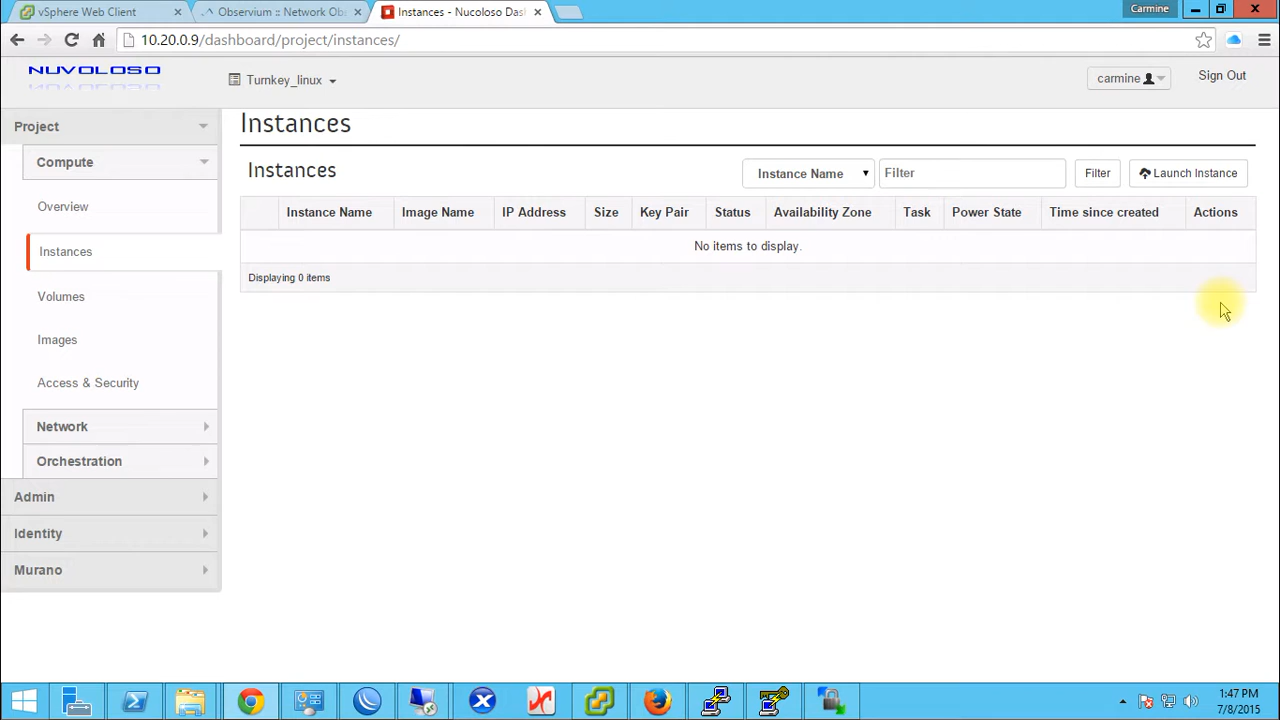 vSphere Web Client
Observium :: Network Obs
Instances - Nucoloso Das
Carmine
10.20.0.9/dashboard/project/instances/
NUVOLOSO
Turnkey_linux
carmine
Sign Out
Project
Compute
Overview
Instances
Volumes
Images
Access & Security
Network
Orchestration
Admin
Identity
Murano
Instances
Instances
Instance Name
Filter
Filter
Launch Instance
Instance Name Image Name IP Address Size Key Pair Status Availability Zone Task Power State Time since created Actions
No items to display.
Displaying 0 items
1:47 PM
7/8/2015